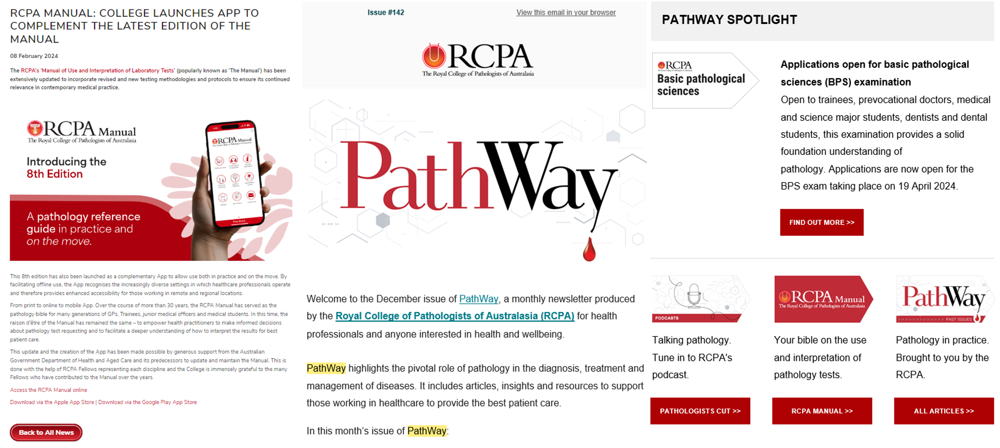 RCPA MANUAL: COLLEGE LAUNCHES APP TO
COMPLEMENT THE LATEST EDITION OF THE
MANUAL
08 February 2024
The RCPA's 'Manual of Use and Interpretation of Laboratory Tests' (popularly known as 'The Manual') has been
extensively updated to incorporate revised and new testing methodologies and protocols to ensure its continued
relevance in contemporary medical practice.
RCPA Manual
The Royal College of Pathologists of Australasia
Introducing the
8th Edition
A pathology reference
guide in practice and
on the move.
RCPA Manual
The Royal College of Pathologists of Australasia
Feedback
This 8th edition has also been launched as a complementary App to allow use both in practice and on the move. By
facilitating offline use, the App recognises the increasingly diverse settings in which healthcare professionals operate
and therefore provides enhanced accessibility for those working in remote and regional locations.
From print to online to mobile App. Over the course of more than 30 years, the RCPA Manual has served as the
pathology bible for many generations of GPs, Trainees, junior medical officers and medical students. In this time, the
raison d'être of the Manual has remained the same – to empower health practitioners to make informed decisions
about pathology test requesting and to facilitate a deeper understanding of how to interpret the results for best
patient care.
This update and the creation of the App has been made possible by generous support from the Australian
Government Department of Health and Aged Care and its predecessors to update and maintain the Manual. This is
done with the help of RCPA Fellows representing each discipline and the College is immensely grateful to the many
Fellows who have contributed to the Manual over the years.
Access the RCPA Manual online
Download via the Apple App Store | Download via the Google Play App Store
Back to All News
Issue #142
View this email in your browser
RCPA
The Royal College of Pathologists of Australasia
PathWay
Welcome to the December issue of PathWay, a monthly newsletter produced
by the Royal College of Pathologists of Australasia (RCPA) for health
professionals and anyone interested in health and wellbeing.
PathWay highlights the pivotal role of pathology in the diagnosis, treatment and
management of diseases. It includes articles, insights and resources to support
those working in healthcare to provide the best patient care.
In this month's issue of PathWay:
PATHWAY SPOTLIGHT
RCPA
Basic pathological
sciences
Applications open for basic pathological
sciences (BPS) examination
Open to trainees, prevocational doctors, medical
and science major students, dentists and dental
students, this examination provides a solid
foundation understanding of
pathology. Applications are now open for the
BPS exam taking place on 19 April 2024.
FIND OUT MORE >>
PODCASTS
Talking pathology.
Tune in to RCPA's
podcast.
PATHOLOGISTS CUT >>
RCPA Manual
The Royal College of Pathologists of Australasia
Your bible on the use
and interpretation of
pathology tests.
RCPA MANUAL >>
PathWay
>>>>>>>>>>>>> PAST ISSUES
Pathology in practice.
Brought to you by the
RCPA.
ALL ARTICLES >>